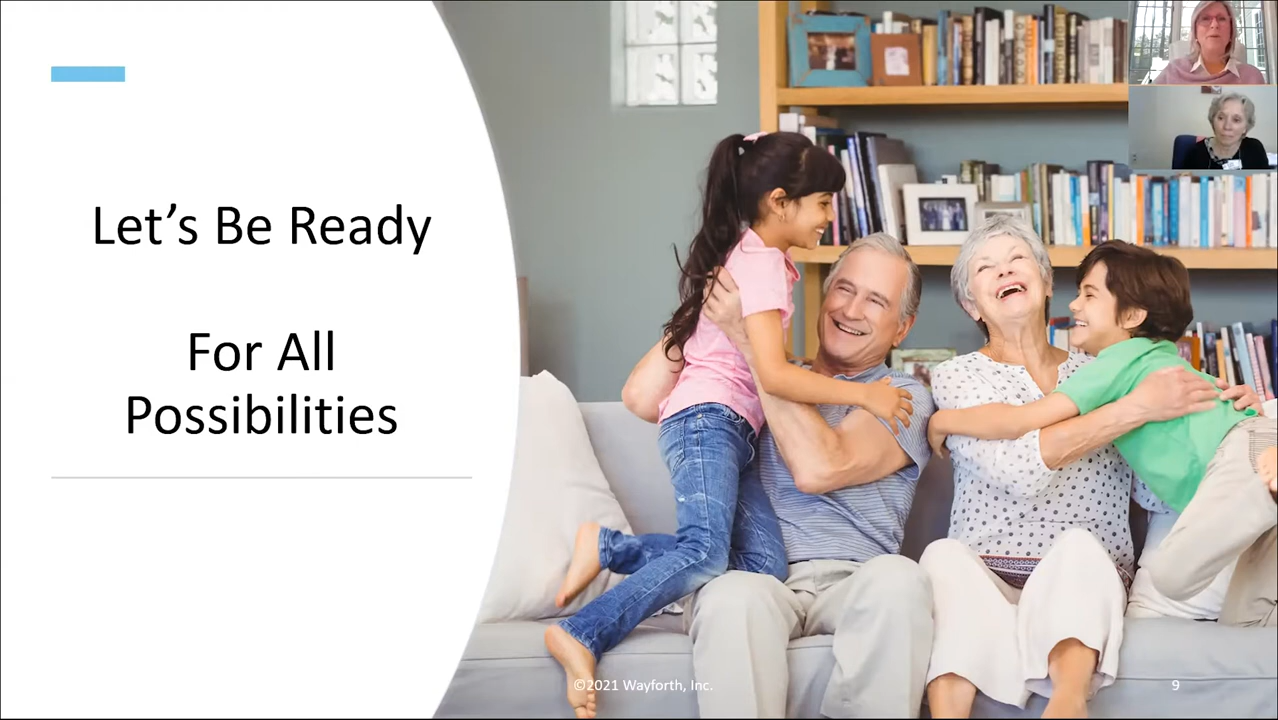 Let's Be Ready
For All
Possibilities
©2021 Wayforth, Inc.
9